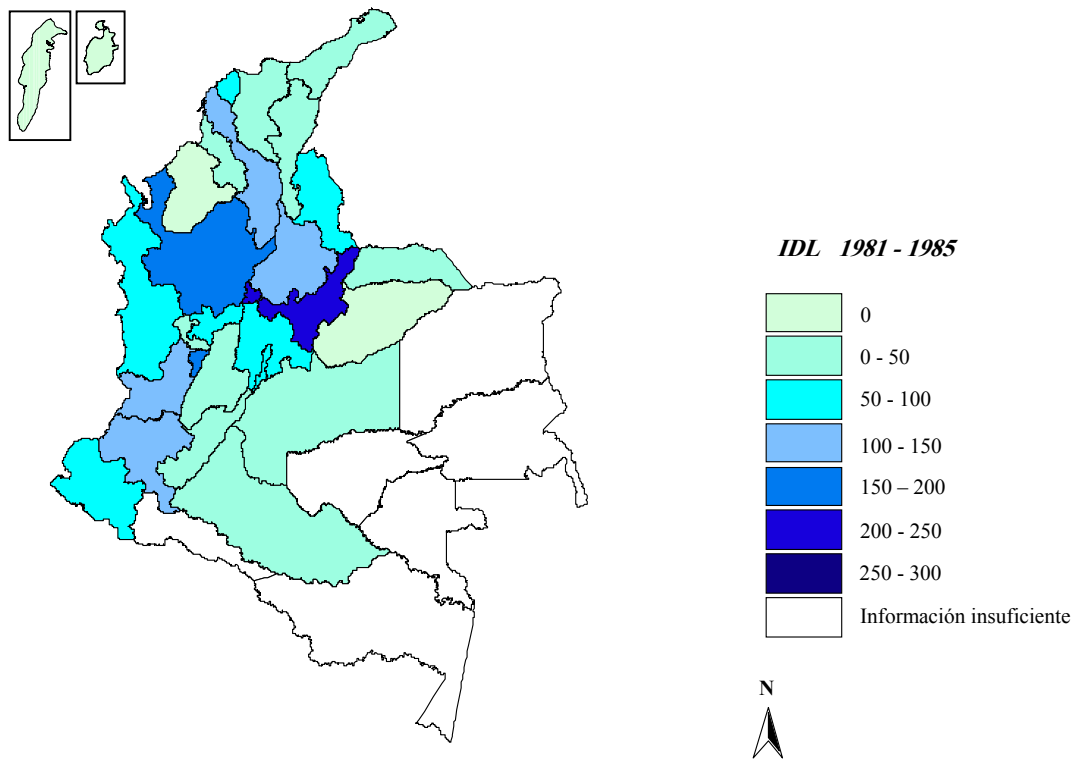 IDL 1981 - 1985
0
0 - 50
50 - 100
100 - 150
150 – 200
200 - 250
250 - 300
Información insuficiente
N